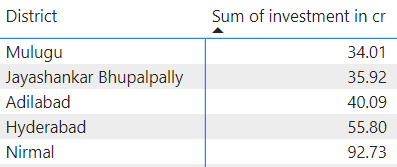 District Sum of investment in cr
Mulugu 34.01
Jayashankar Bhupalpally 35.92
Adilabad 40.09
Hyderabad 55.80
Nirmal 92.73